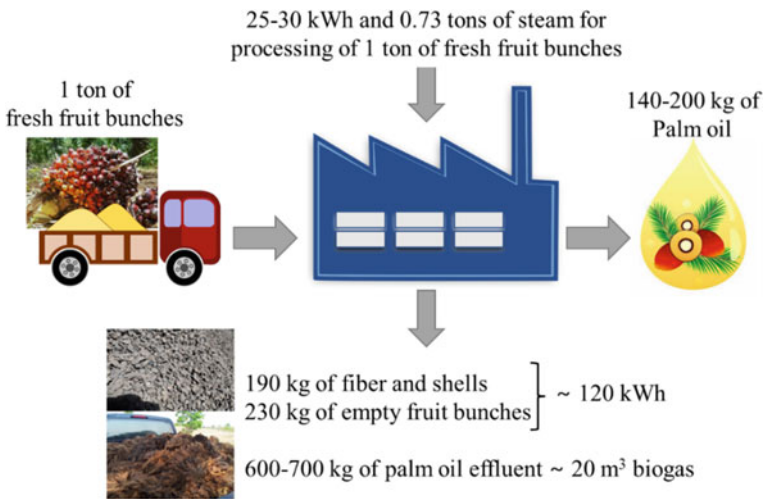 25-30 kWh and 0.73 tons of steam for
processing of 1 ton of fresh fruit bunches
1 ton of
fresh fruit bunches
140-200 kg of
Palm oil
190 kg of fiber and shells
230 kg of empty fruit bunches
~ 120 kWh
600-700 kg of palm oil effluent ~ 20 m³ biogas